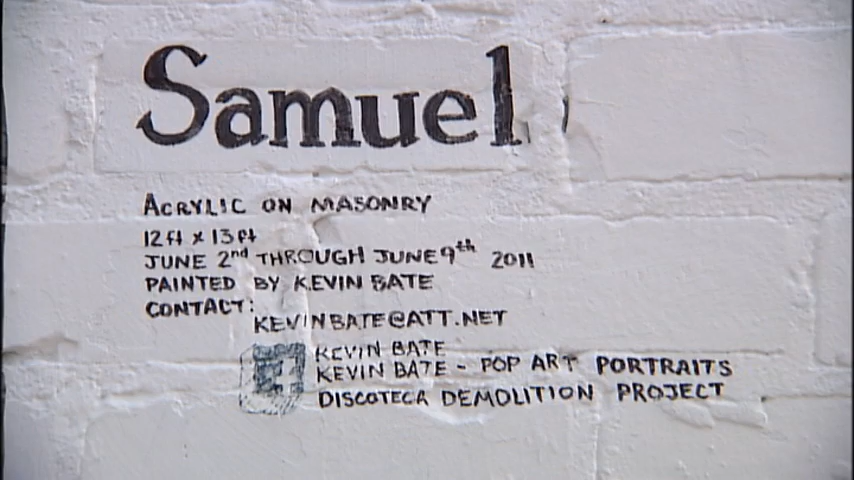 Samuel
ACRYLIC ON MASONRY
12ft x 13ft
JUNE 2nd THROUGH JUNE 9th 2011
PAINTED BY KEVIN BATE
CONTACT:
KEVINBATE@ATT.NET
KEVIN BATE
KEVIN BATE - POP ART PORTRAITS
DISCOTECA DEMOLITION PROJECT